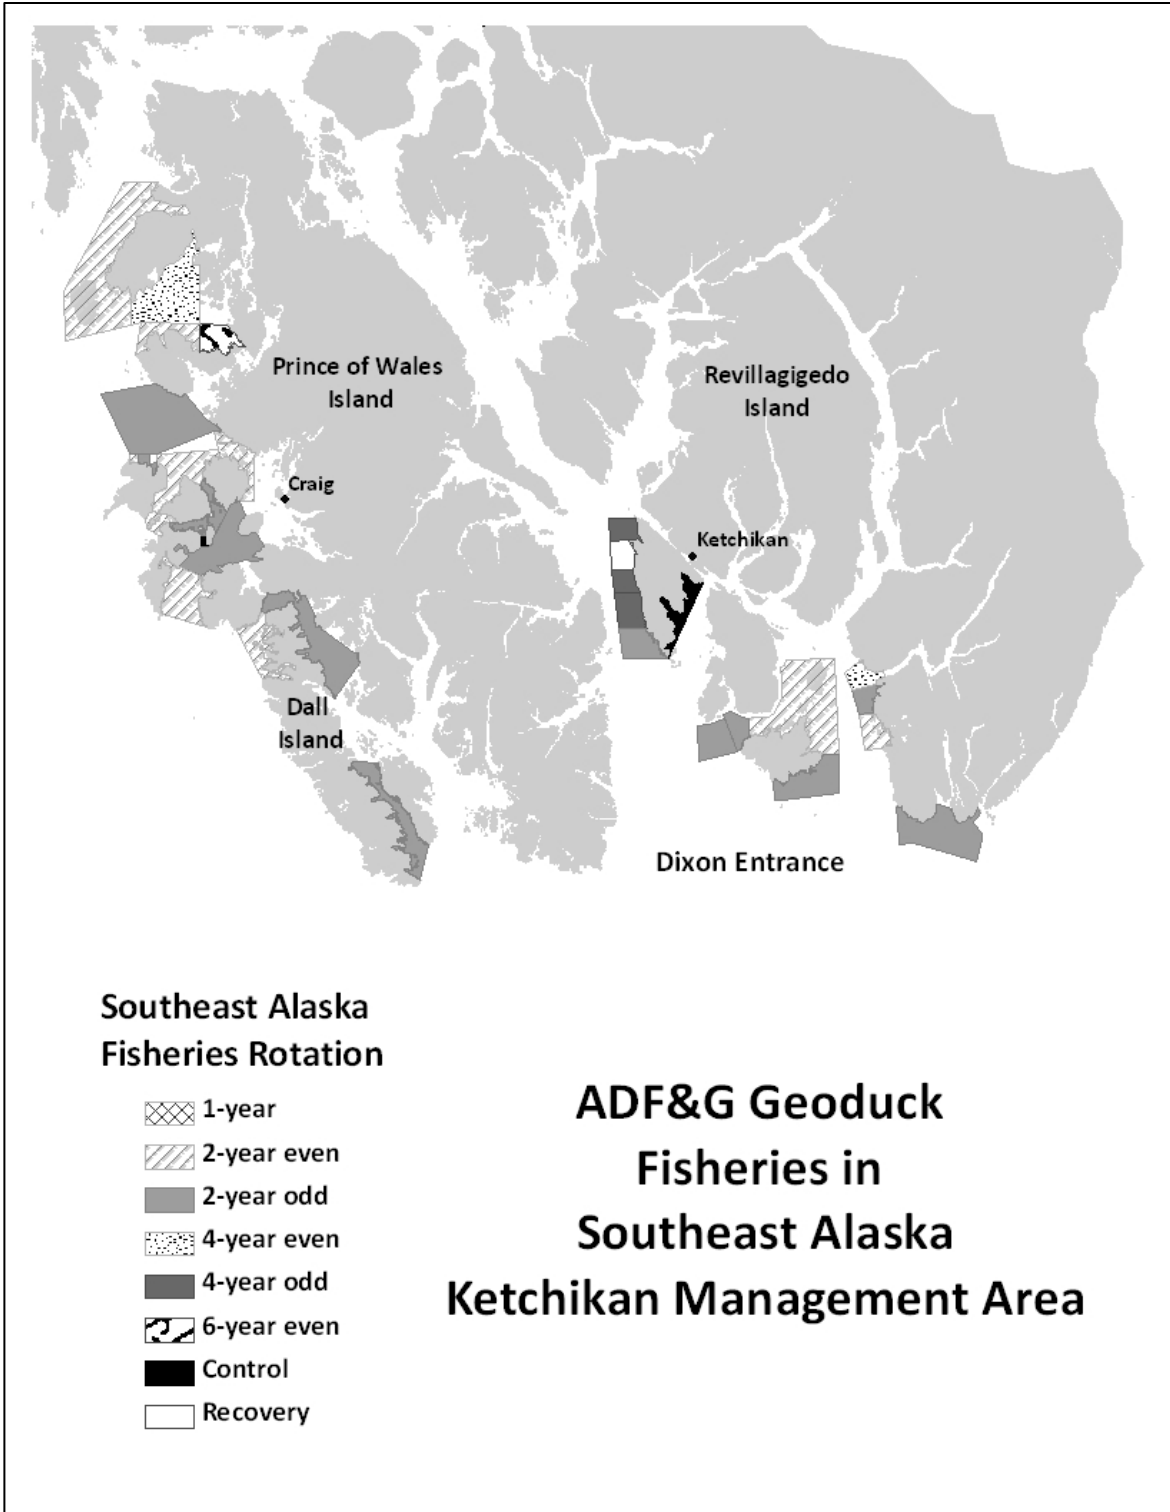 Prince of Wales
Island
Revillagigedo
Island
Craig
Ketchikan
Dall
Island
Dixon Entrance
Southeast Alaska
Fisheries Rotation
1-year
2-year even
2-year odd
4-year even
4-year odd
6-year even
Control
Recovery
ADF&G Geoduck
Fisheries in
Southeast Alaska
Ketchikan Management Area